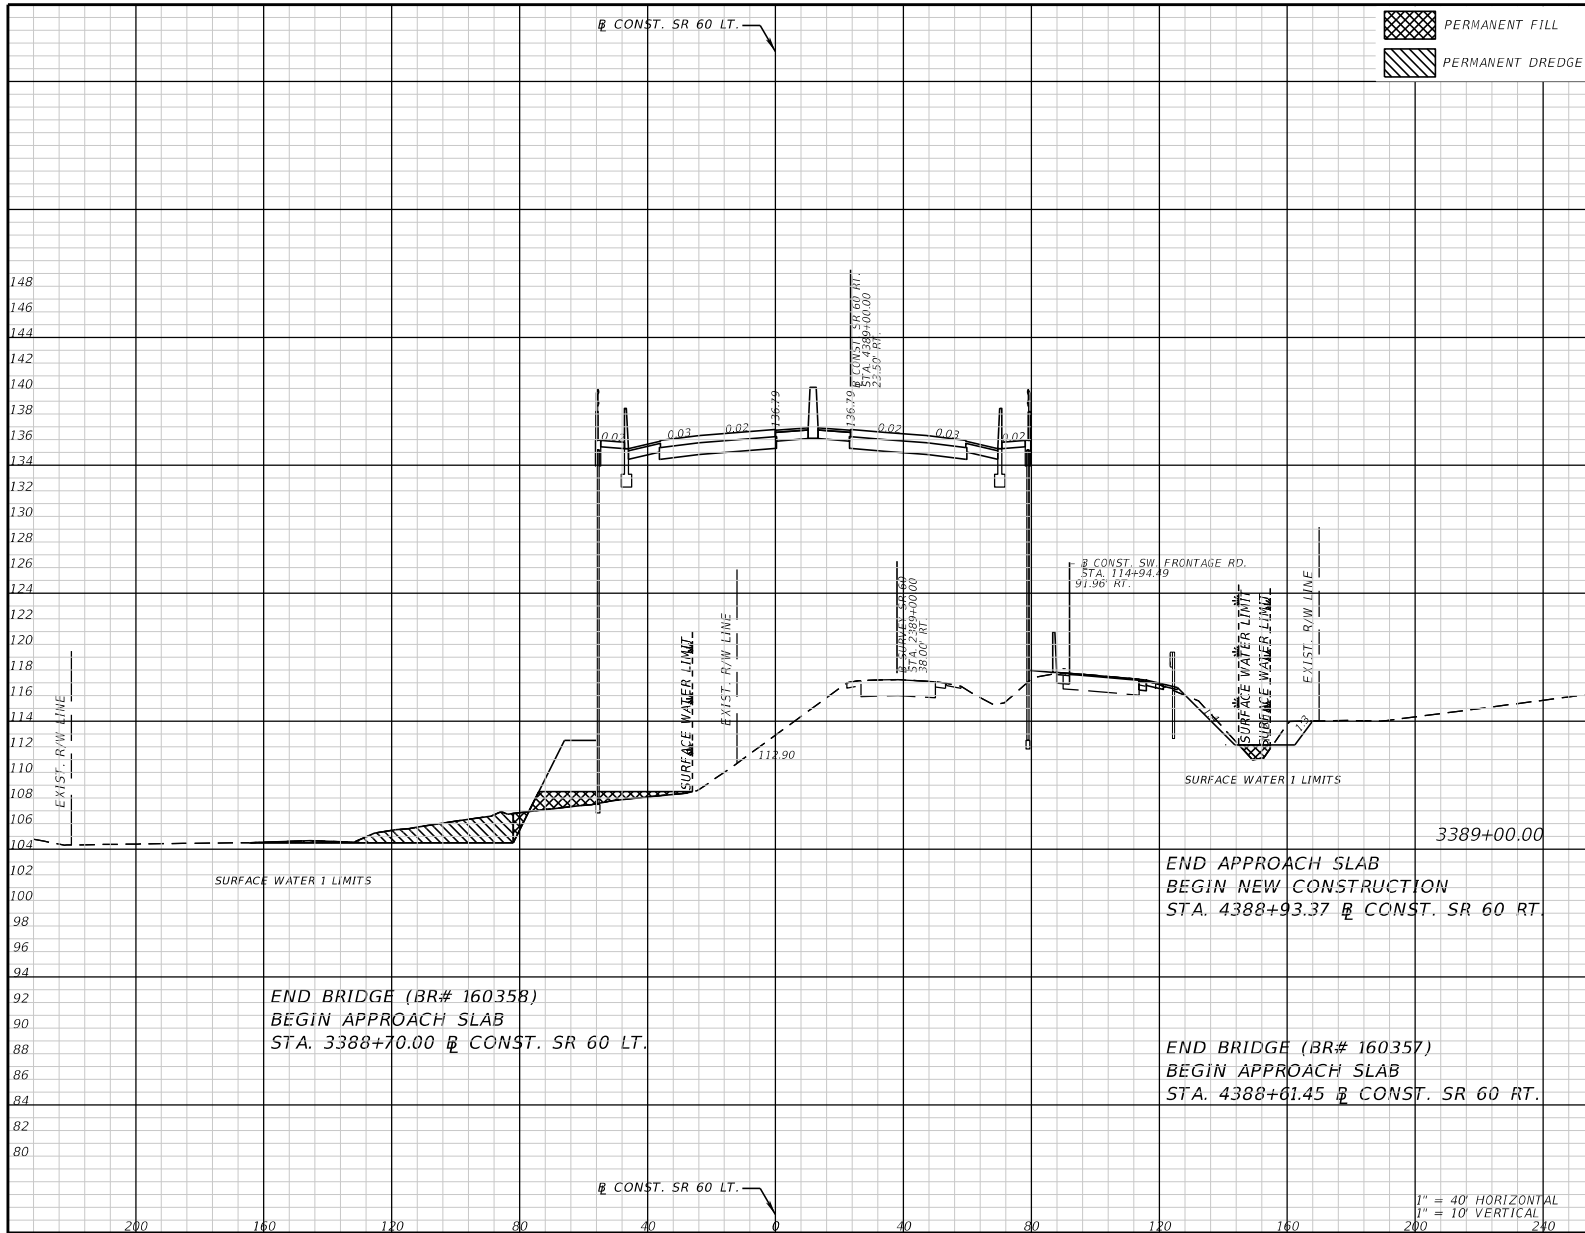 ℄ CONST. SR 60 LT.
PERMANENT FILL
PERMANENT DREDGE
148
146
144
142
140
138
136
134
132
130
128
126
124
122
120
118
116
114
112
110
108
106
104
102
100
98
96
94
92
90
88
86
84
82
80
CONST. SR 60 RT.
STA. 4389+00.00
23.50' RT.
136.79
136.79
0.03
0.02
0.02
0.03
0.02
CONST. SW. FRONTAGE RD.
STA. 114+94.49
91.96' RT.
SURVEY SR 60
STA. 2389+00.00
38.00' RT.
EXIST. R/W LINE
SURFACE WATER LIMIT
EXIST. R/W LINE
112.90
SURFACE WATER LIMIT
SURFACE WATER LIMIT
EXIST. R/W LINE
1:3
SURFACE WATER 1 LIMITS
SURFACE WATER 1 LIMITS
3389+00.00
END APPROACH SLAB
BEGIN NEW CONSTRUCTION
STA. 4388+93.37 ℄ CONST. SR 60 RT.
END BRIDGE (BR# 160358)
BEGIN APPROACH SLAB
STA. 3388+70.00 ℄ CONST. SR 60 LT.
END BRIDGE (BR# 160357)
BEGIN APPROACH SLAB
STA. 4388+61.45 ℄ CONST. SR 60 RT.
℄ CONST. SR 60 LT.
1" = 40' HORIZONTAL
1" = 10' VERTICAL
200 160 120 80 40 0 40 80 120 160 200 240